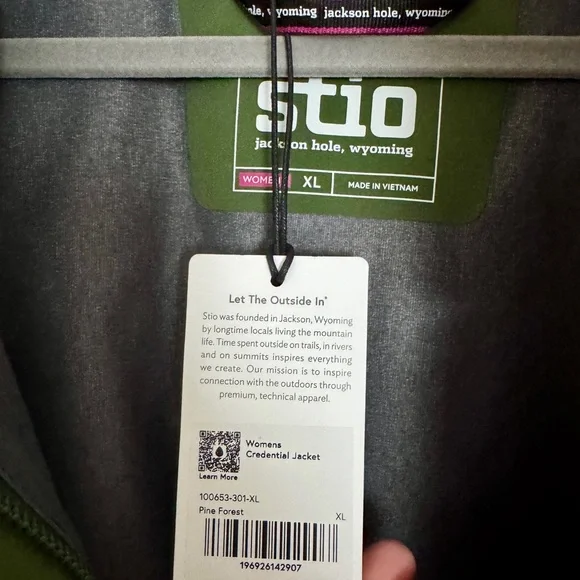 wyoming jackson hole, wyoming
stio
jackson hole, wyoming
WOMEN XL MADE IN VIETNAM
Let The Outside In®
Stio was founded in Jackson, Wyoming
by longtime locals living the mountain
life. Time spent outside on trails, in rivers
and on summits inspires everything
we create. Our mission is to inspire
connection with the outdoors through
premium, technical apparel.
Womens
Credential Jacket
Learn More
100653-301-XL
Pine Forest XL
196926142907